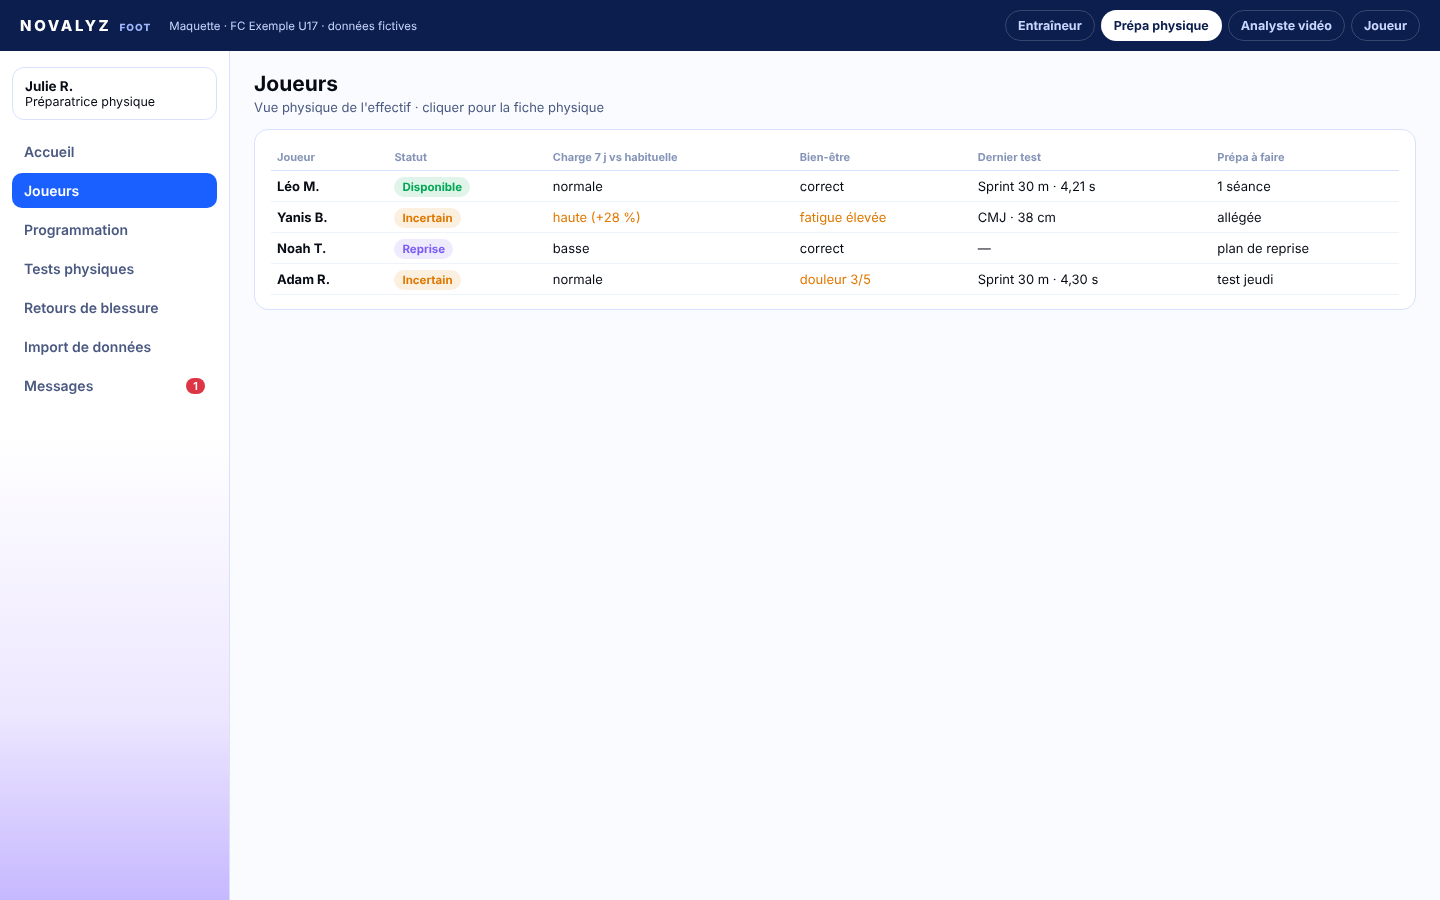 NOVALYZ FOOT Maquette · FC Exemple U17 · données fictives Entraîneur Prépa physique Analyste vidéo Joueur
Julie R.
Préparatrice physique
Accueil
Joueurs
Programmation
Tests physiques
Retours de blessure
Import de données
Messages 1
Joueurs
Vue physique de l'effectif · cliquer pour la fiche physique
Joueur Statut Charge 7 j vs habituelle Bien-être Dernier test Prépa à faire
Léo M. Disponible normale correct Sprint 30 m · 4,21 s 1 séance
Yanis B. Incertain haute (+28 %) fatigue élevée CMJ · 38 cm allégée
Noah T. Reprise basse correct — plan de reprise
Adam R. Incertain normale douleur 3/5 Sprint 30 m · 4,30 s test jeudi